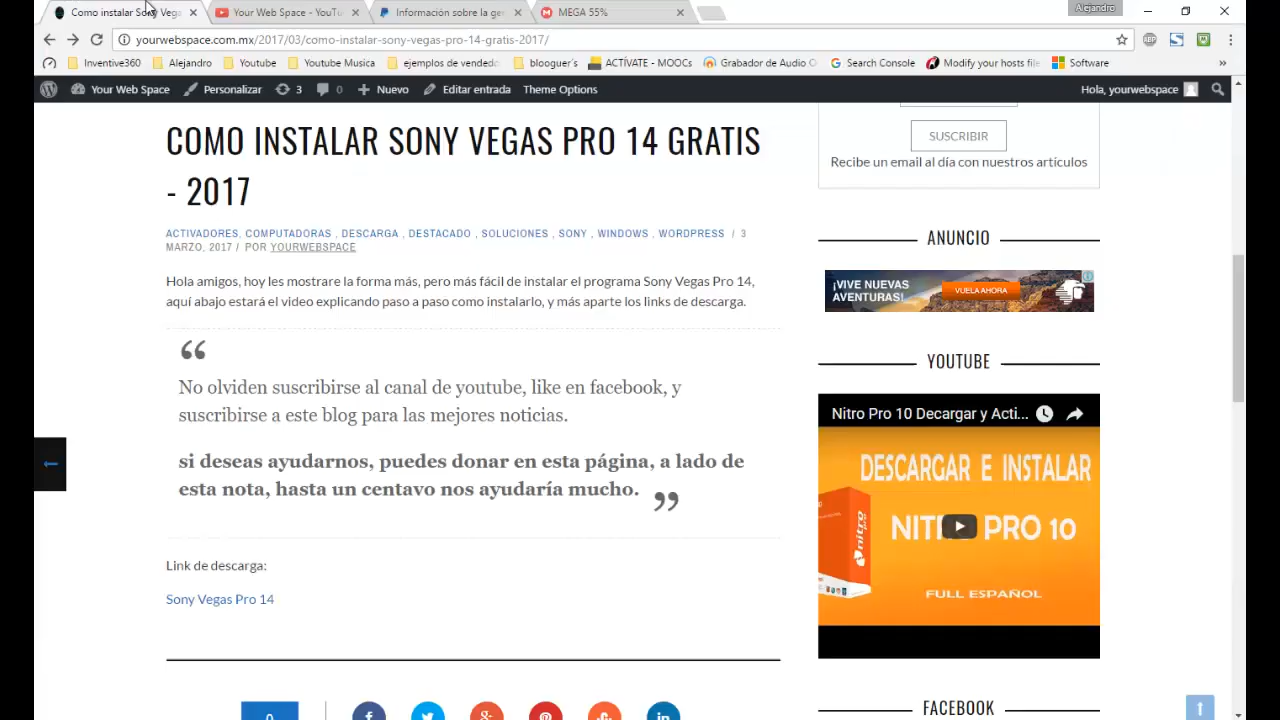 Como instalar Sony Vega
Your Web Space - YouTu
Información sobre la ge
MEGA 55%
Alejandro
yourwebspace.com.mx/2017/03/como-instalar-sony-vegas-pro-14-gratis-2017/
ABP
Inventive360
Alejandro
Youtube
Youtube Musica
ejemplos de vendedo
blooguer's
ACTÍVATE - MOOCs
Grabador de Audio O
Search Console
Modify your hosts file
Software
Your Web Space
Personalizar
3
0
Nuevo
Editar entrada
Theme Options
Hola, yourwebspace
COMO INSTALAR SONY VEGAS PRO 14 GRATIS
- 2017
ACTIVADORES, COMPUTADORAS , DESCARGA , DESTACADO , SOLUCIONES , SONY , WINDOWS , WORDPRESS / 3
MARZO, 2017 / POR YOURWEBSPACE
Hola amigos, hoy les mostrare la forma más, pero más fácil de instalar el programa Sony Vegas Pro 14,
aquí abajo estará el video explicando paso a paso como instalarlo, y más aparte los links de descarga.
“
No olviden suscribirse al canal de youtube, like en facebook, y
suscribirse a este blog para las mejores noticias.
si deseas ayudarnos, puedes donar en esta página, a lado de
esta nota, hasta un centavo nos ayudaría mucho. ”
Link de descarga:
Sony Vegas Pro 14
0
SUSCRIBIR
Recibe un email al día con nuestros artículos
ANUNCIO
¡VIVE NUEVAS
AVENTURAS!
VUELA AHORA
YOUTUBE
Nitro Pro 10 Decargar y Acti...
DESCARGAR E INSTALAR
NITRO PRO 10
nitro
FULL ESPAÑOL
FACEBOOK